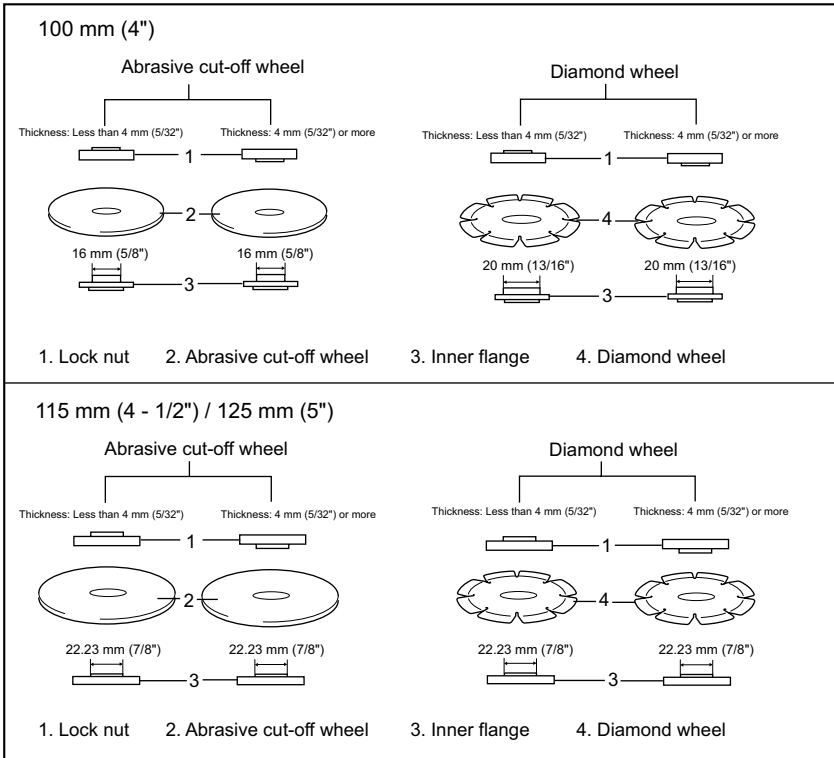 100 mm (4")
Abrasive cut-off wheel
Diamond wheel
Thickness: Less than 4 mm (5/32")
Thickness: 4 mm (5/32") or more
Thickness: Less than 4 mm (5/32")
Thickness: 4 mm (5/32") or more
1
1
2
4
16 mm (5/8")
16 mm (5/8")
20 mm (13/16")
20 mm (13/16")
3
3
1. Lock nut 2. Abrasive cut-off wheel 3. Inner flange 4. Diamond wheel
115 mm (4 - 1/2") / 125 mm (5")
Abrasive cut-off wheel
Diamond wheel
Thickness: Less than 4 mm (5/32")
Thickness: 4 mm (5/32") or more
Thickness: Less than 4 mm (5/32")
Thickness: 4 mm (5/32") or more
1
1
2
4
22.23 mm (7/8")
22.23 mm (7/8")
22.23 mm (7/8")
22.23 mm (7/8")
3
3
1. Lock nut 2. Abrasive cut-off wheel 3. Inner flange 4. Diamond wheel